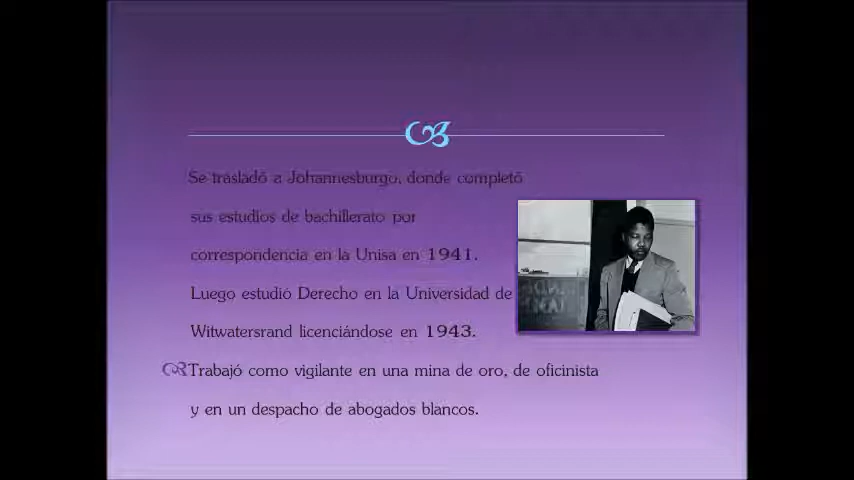 Se trasladó a Johannesburgo, donde completó
sus estudios de bachillerato por
correspondencia en la Unisa en 1941.
Luego estudió Derecho en la Universidad de
Witwatersrand licenciándose en 1943.
Trabajó como vigilante en una mina de oro, de oficinista
y en un despacho de abogados blancos.